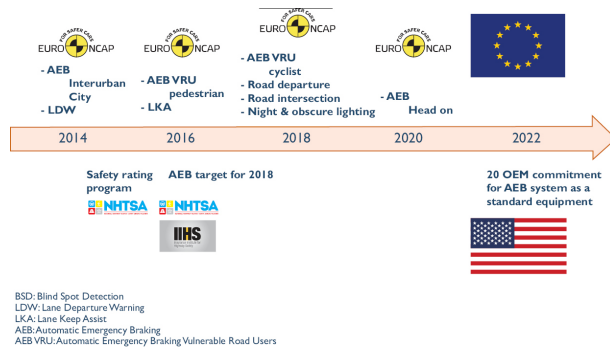 FOR SAFER CARS
EURO NCAP
- AEB
Interurban
City
- LDW
FOR SAFER CARS
EURO NCAP
- AEB VRU
pedestrian
- LKA
FOR SAFER CARS
EURO NCAP
- AEB VRU
cyclist
- Road departure
- Road intersection
- Night & obscure lighting
FOR SAFER CARS
EURO NCAP
- AEB
Head on
2014
2016
2018
2020
2022
Safety rating
program
NHTSA
AEB target for 2018
NHTSA
IIHS
20 OEM commitment
for AEB system as a
standard equipment
BSD: Blind Spot Detection
LDW: Lane Departure Warning
LKA: Lane Keep Assist
AEB: Automatic Emergency Braking
AEB VRU: Automatic Emergency Braking Vulnerable Road Users